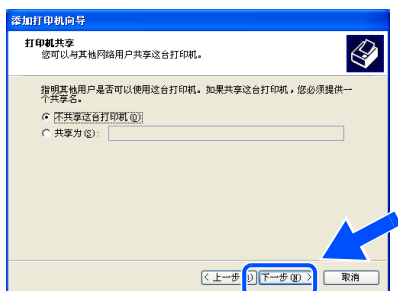 添加打印机向导
打印机共享
您可以与其他网络用户共享这台打印机。
指明其他用户是否可以使用这台打印机。如果共享这台打印机，您必须提供一
个共享名。
不共享这台打印机(O)
共享为(S):
< 上一步(B) 下一步(N) > 取消